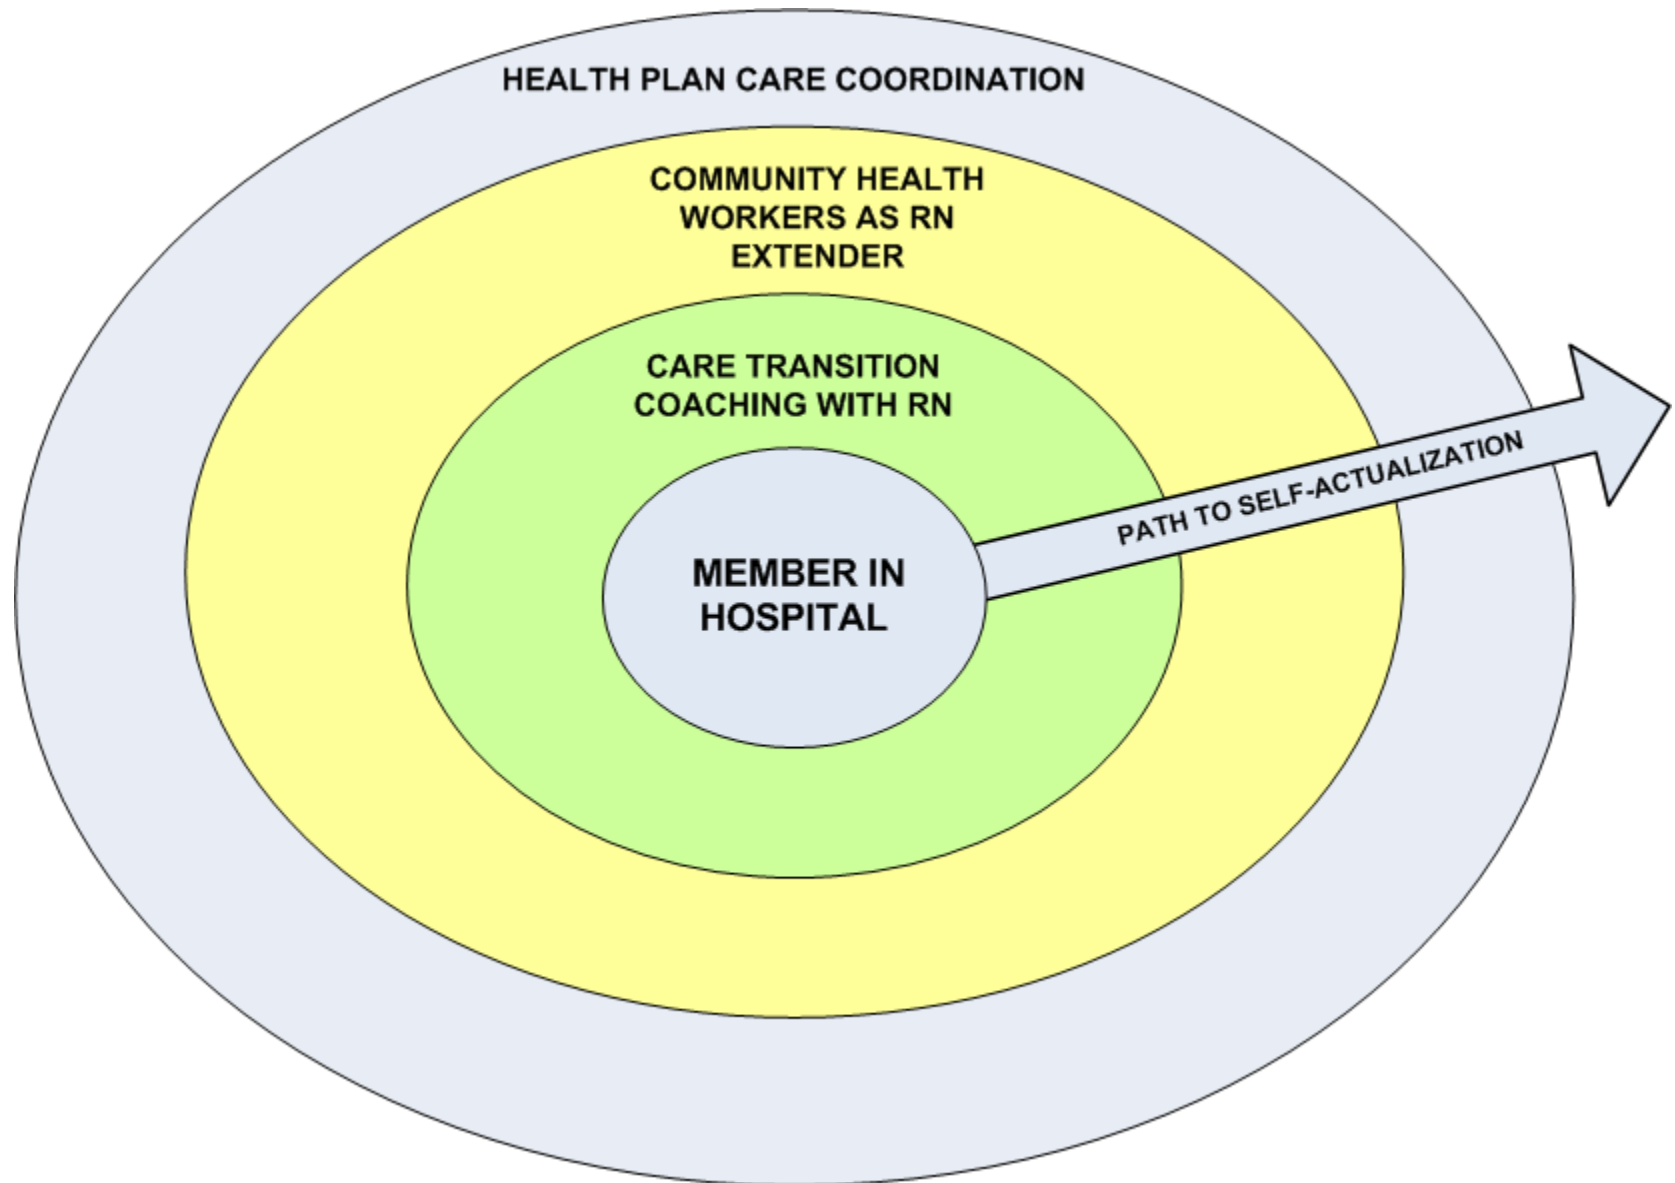 HEALTH PLAN CARE COORDINATION
COMMUNITY HEALTH
WORKERS AS RN
EXTENDER
CARE TRANSITION
COACHING WITH RN
PATH TO SELF-ACTUALIZATION
MEMBER IN
HOSPITAL